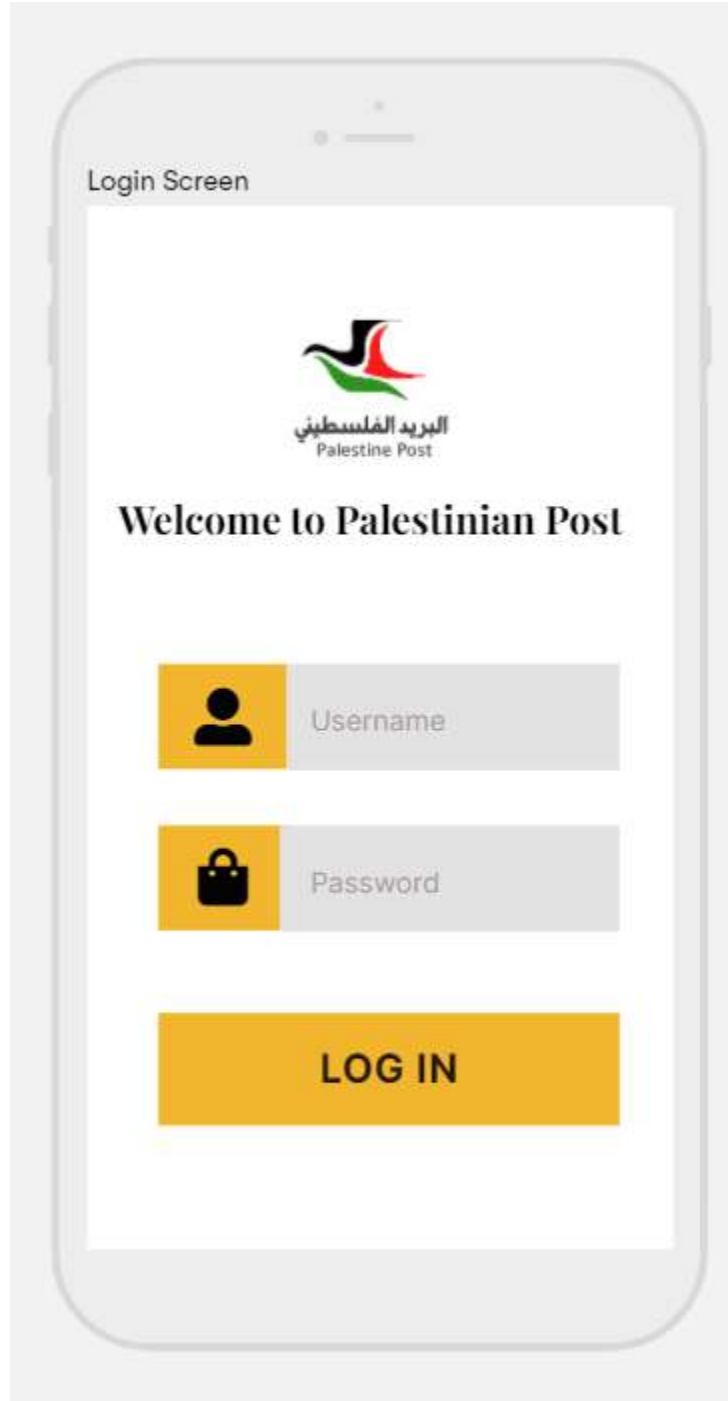 Login Screen
البريد الفلسطيني
Palestine Post
Welcome to Palestinian Post
Username
Password
LOG IN